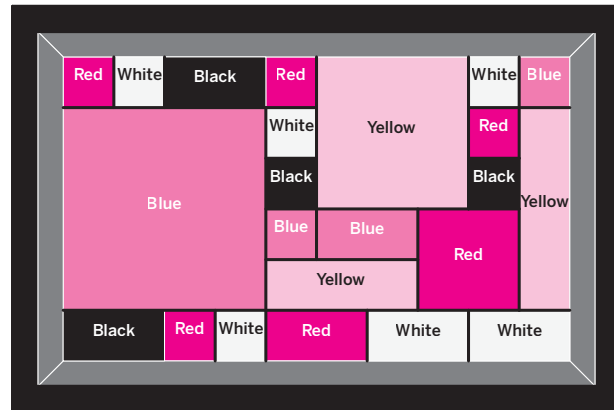 Red White Black Red White Blue
White Yellow Red
Black Black
Blue Yellow
Blue Blue
Red
Yellow
Black Red White Red White White